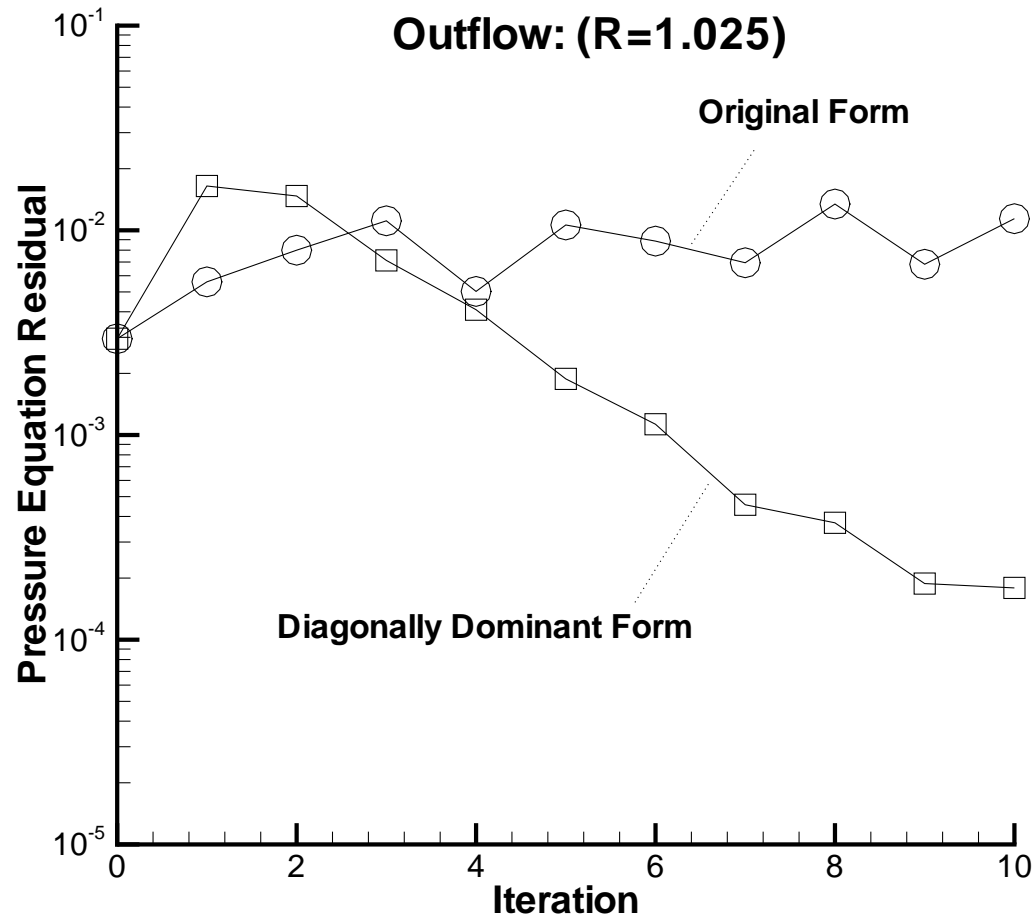 Outflow: (R=1.025)
Original Form
Diagonally Dominant Form
Pressure Equation Residual
10^-1
10^-2
10^-3
10^-4
10^-5
0 2 4 6 8 10
Iteration